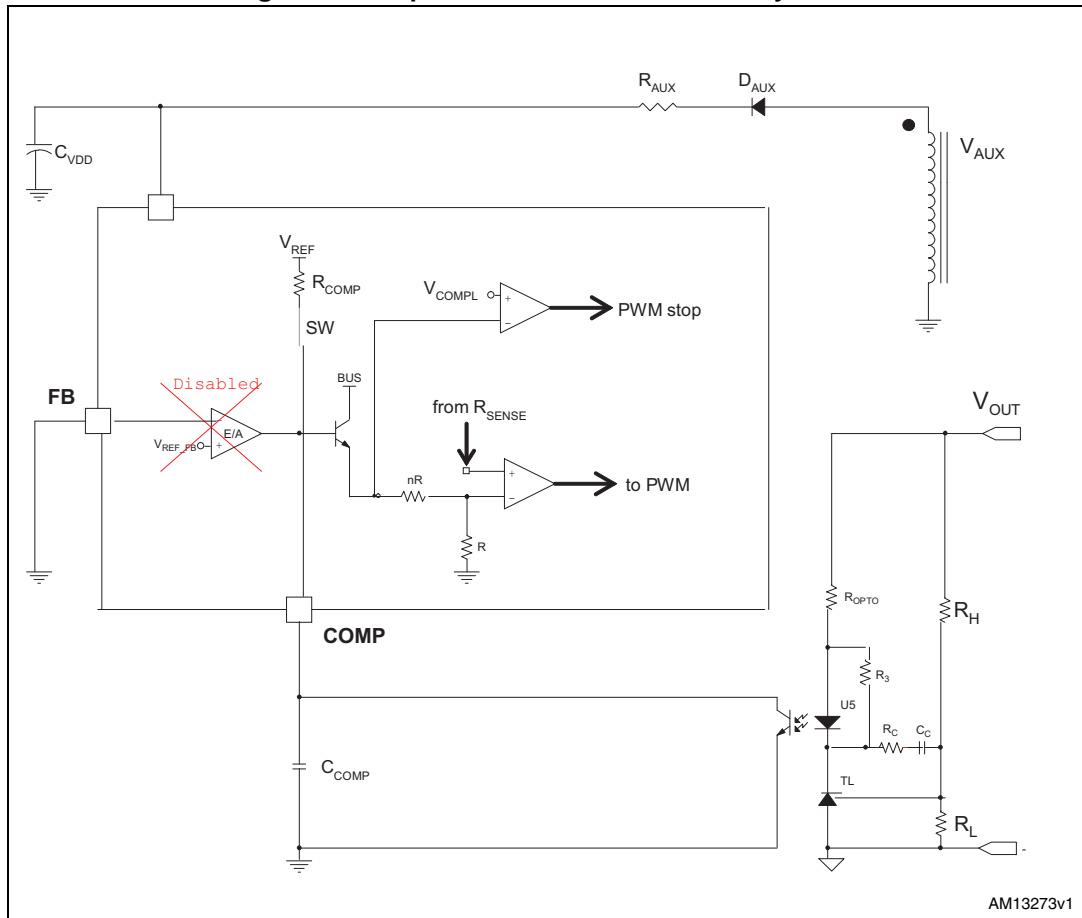 R_AUX
D_AUX
C_VDD
V_AUX
V_REF
R_COMP
V_COMPL
+
−
PWM stop
SW
BUS
Disabled
FB
from R_SENSE
V_OUT
E/A
V_REF_FB
+
+
−
to PWM
nR
R
R_OPTO
R_H
COMP
R_3
U5
R_C
C_C
C_COMP
TL
R_L
-
AM13273v1